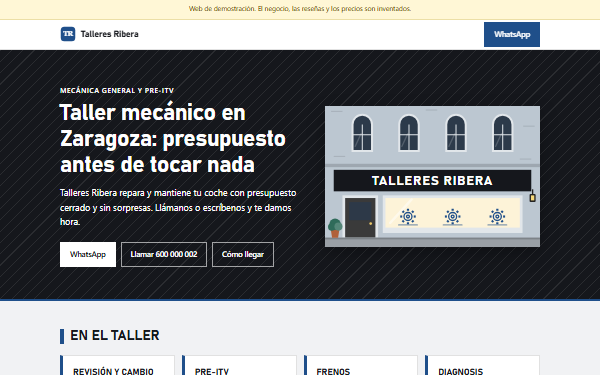 Web de demostración. El negocio, las reseñas y los precios son inventados.
TR Talleres Ribera
WhatsApp
MECÁNICA GENERAL Y PRE-ITV
Taller mecánico en
Zaragoza: presupuesto
antes de tocar nada
Talleres Ribera repara y mantiene tu coche con presupuesto
cerrado y sin sorpresas. Llámanos o escríbenos y te damos
hora.
WhatsApp
Llamar 600 000 002
Cómo llegar
TALLERES RIBERA
EN EL TALLER
REVISIÓN Y CAMBIO
PRE-ITV
FRENOS
DIAGNOSIS